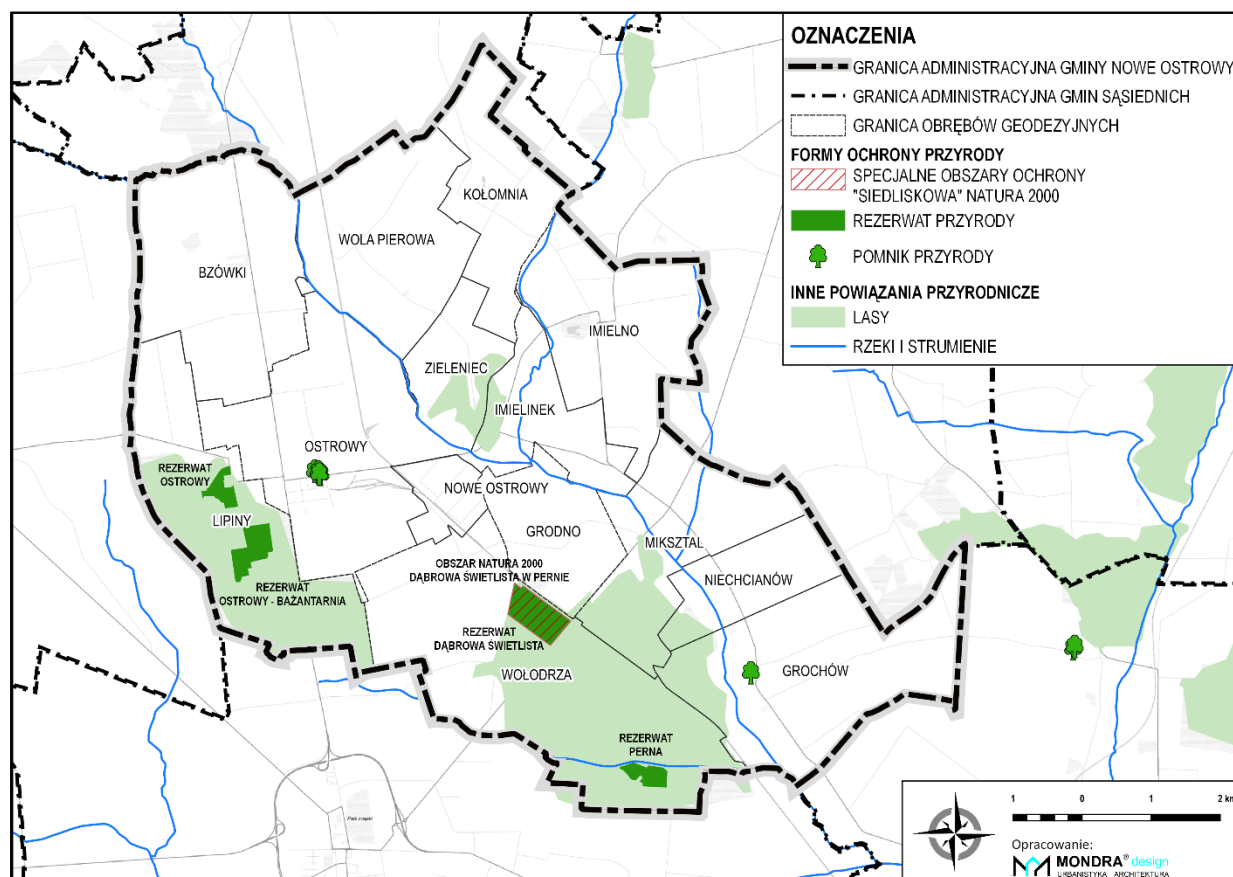 OZNACZENIA
GRANICA ADMINISTRACYJNA GMINY NOWE OSTROWY
GRANICA ADMINISTRACYJNA GMIN SĄSIEDNICH
GRANICA OBRĘBÓW GEODEZYJNYCH
FORMY OCHRONY PRZYRODY
SPECJALNE OBSZARY OCHRONY
"SIEDLISKOWA" NATURA 2000
REZERWAT PRZYRODY
POMNIK PRZYRODY
INNE POWIĄZANIA PRZYRODNICZE
LASY
RZEKI I STRUMIENIE
KOŁOMNIA
WOLA PIEROWA
BZÓWKI
IMIELNO
ZIELENIEC
IMIELINEK
OSTROWY
REZERWAT
OSTROWY
NOWE OSTROWY
LIPINY
GRODNO
MIKSZTAL
OBSZAR NATURA 2000
DĄBROWA ŚWIETLISTA W PERNIE
NIECHCIANÓW
REZERWAT
OSTROWY - BAŻANTARNIA
REZERWAT
DĄBROWA ŚWIETLISTA
WOŁODRZA
GROCHÓW
REZERWAT
PERNA
Park miejski
1 0 1 2 km
Opracowanie:
MONDRA® design
URBANISTYKA ARCHITEKTURA